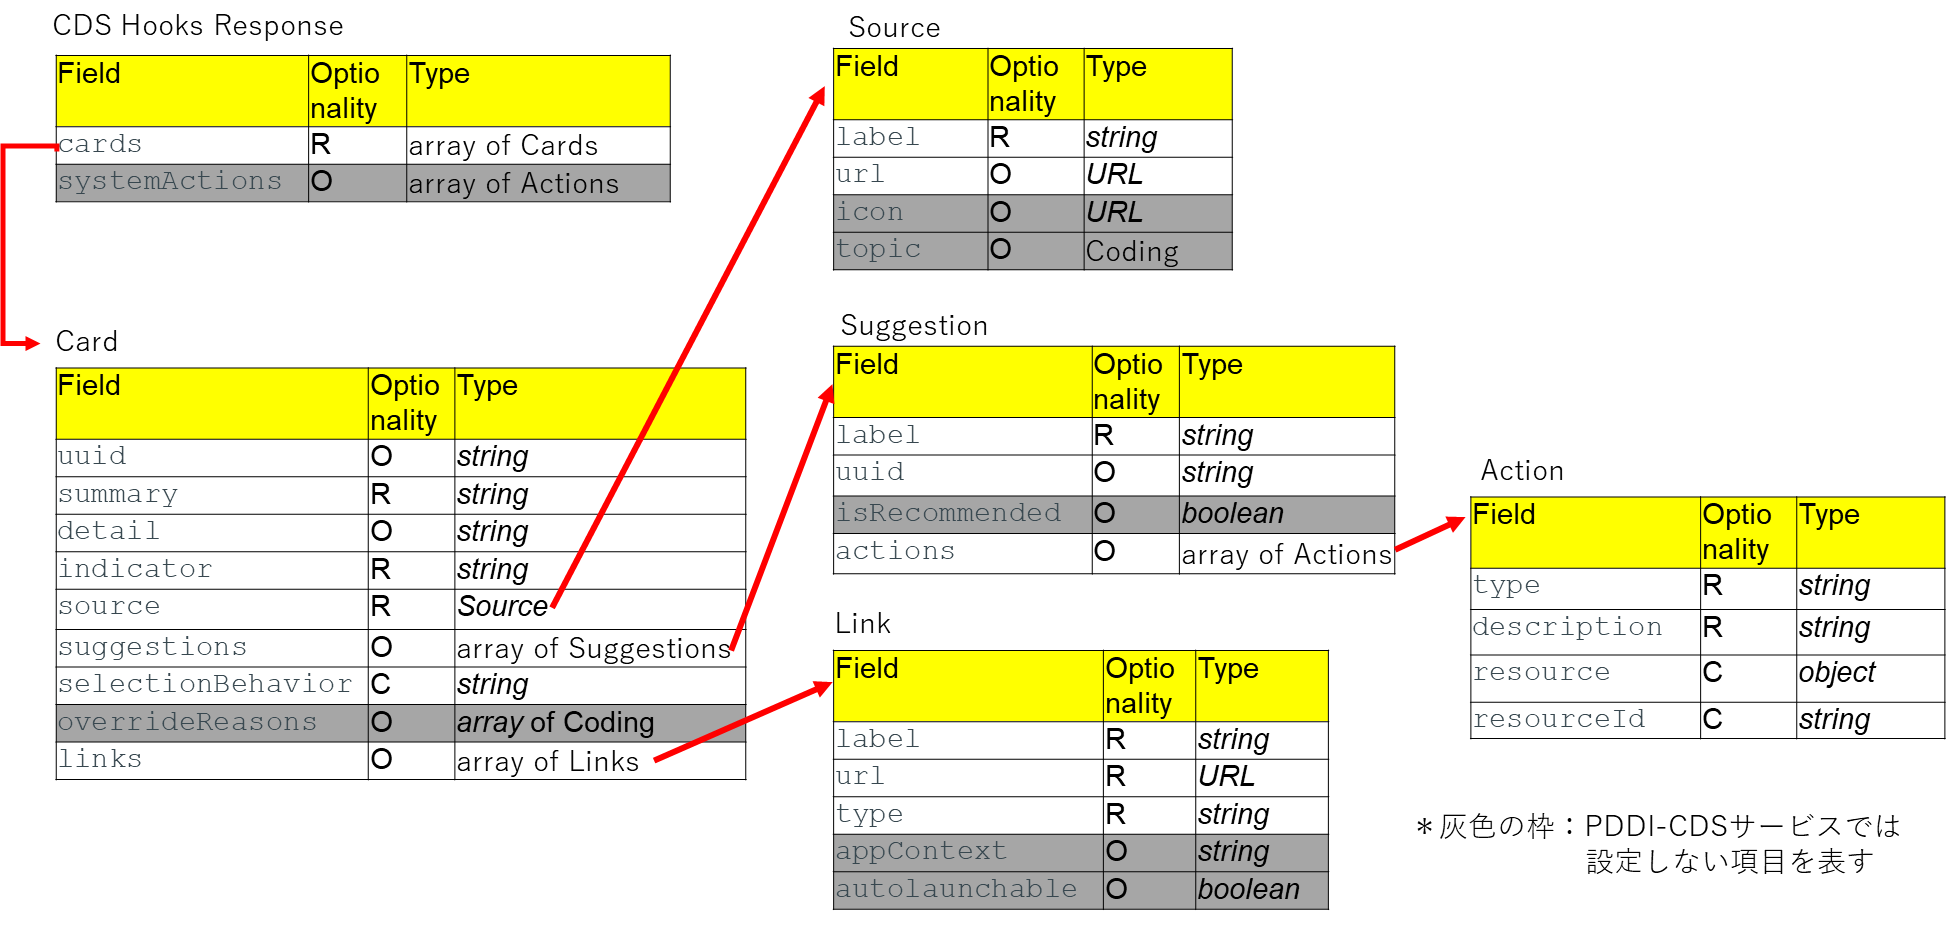 CDS Hooks Response
Field Optio nality Type
cards R array of Cards
systemActions O array of Actions
Card
Field Optio nality Type
uuid O string
summary R string
detail O string
indicator R string
source R Source
suggestions O array of Suggestions
selectionBehavior C string
overrideReasons O array of Coding
links O array of Links
Source
Field Optio nality Type
label R string
url O URL
icon O URL
topic O Coding
Suggestion
Field Optio nality Type
label R string
uuid O string
isRecommended O boolean
actions O array of Actions
Link
Field Optio nality Type
label R string
url R URL
type R string
appContext O string
autolaunchable O boolean
Action
Field Optio nality Type
type R string
description R string
resource C object
resourceId C string
＊灰色の枠：PDDI-CDSサービスでは
設定しない項目を表す